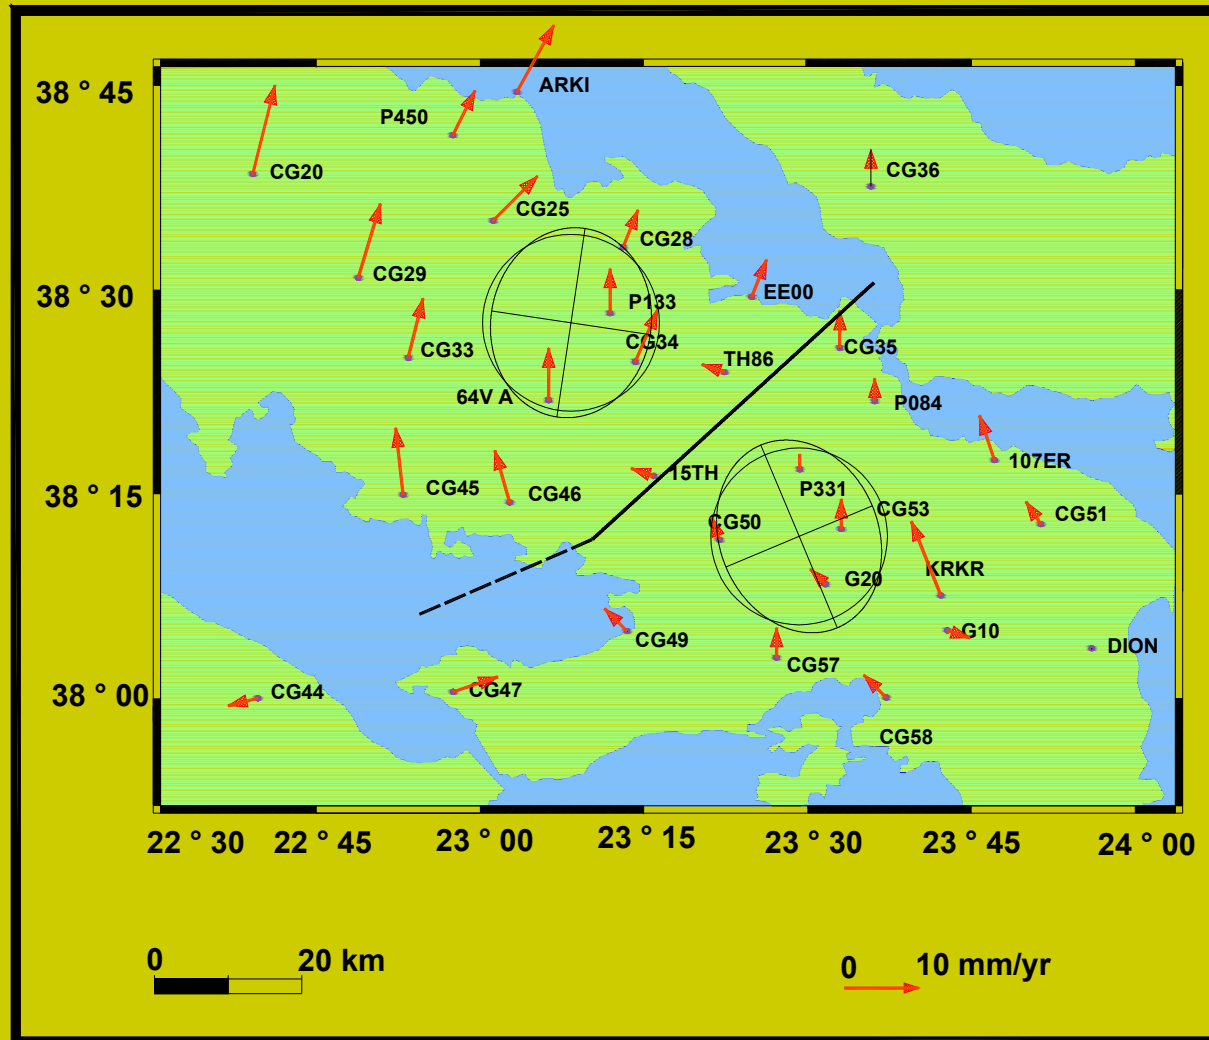 38 ° 45
ARKI
P450
CG20
CG36
CG25
CG28
CG29
38 ° 30
EE00
P133
CG34
CG33
CG35
TH86
64V A
P084
107ER
15TH
38 ° 15
CG45
CG46
P331
CG53
CG50
CG51
KRKR
G20
G10
DION
CG49
CG57
38 ° 00
CG44
CG47
CG58
22 ° 30 22 ° 45 23 ° 00 23 ° 15 23 ° 30 23 ° 45 24 ° 00
0 20 km
0 10 mm/yr